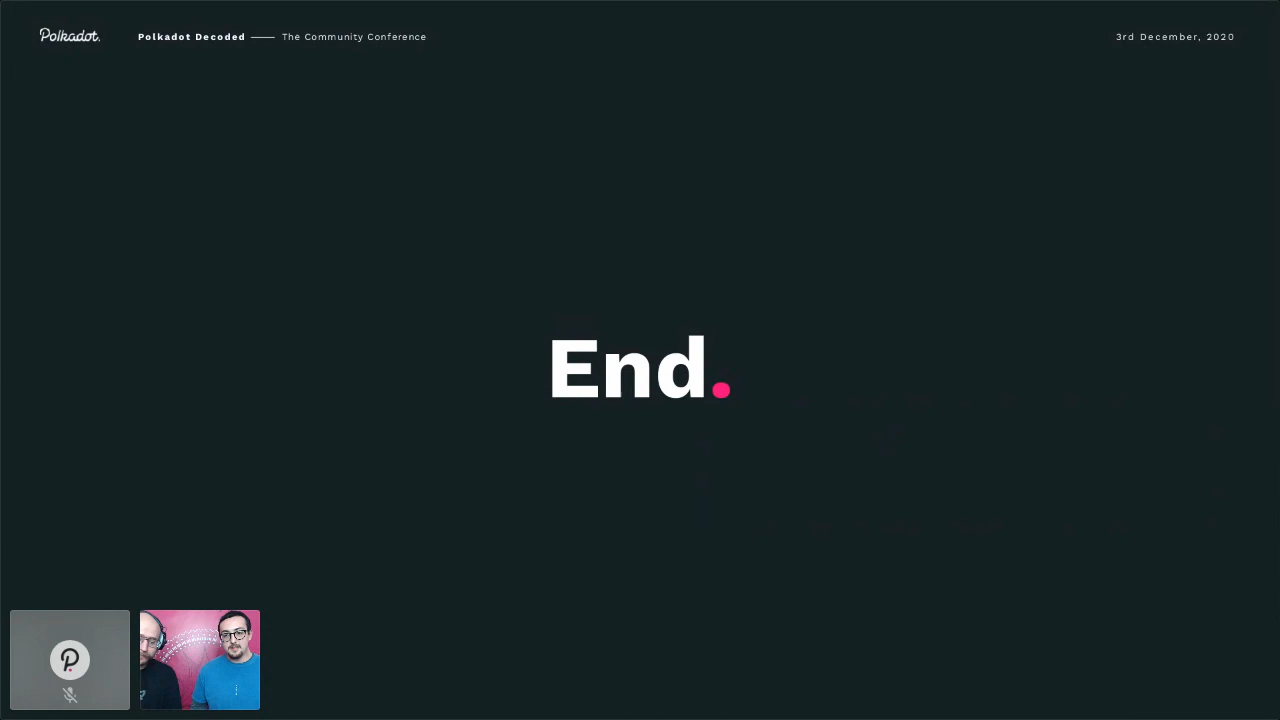 Polkadot. Polkadot Decoded — The Community Conference 3rd December, 2020
End.